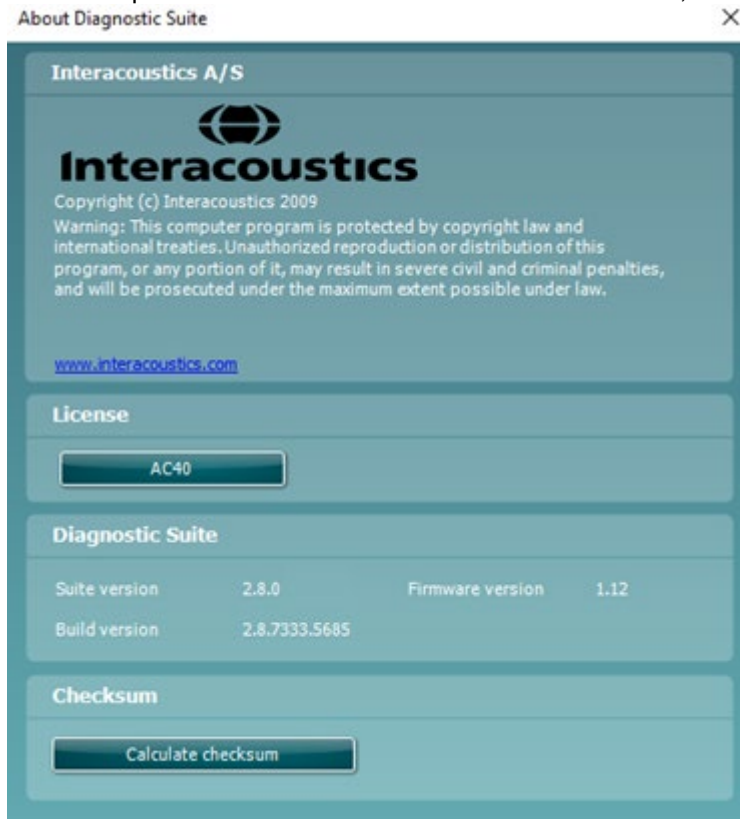 About Diagnostic Suite
Interacoustics A/S
Interacoustics
Copyright (c) Interacoustics 2009
Warning: This computer program is protected by copyright law and
international treaties. Unauthorized reproduction or distribution of this
program, or any portion of it, may result in severe civil and criminal penalties,
and will be prosecuted under the maximum extent possible under law.
www.interacoustics.com
License
AC40
Diagnostic Suite
Suite version 2.8.0 Firmware version 1.12
Build version 2.8.7333.5685
Checksum
Calculate checksum